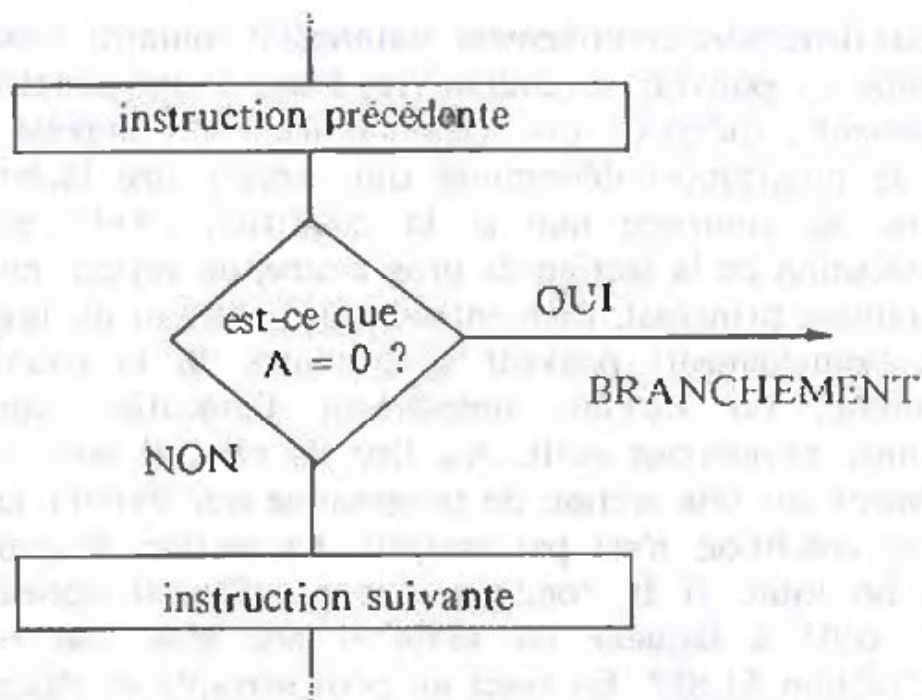 instruction précédente
est-ce que
A = 0 ?
OUI
BRANCHEMENT
NON
instruction suivante